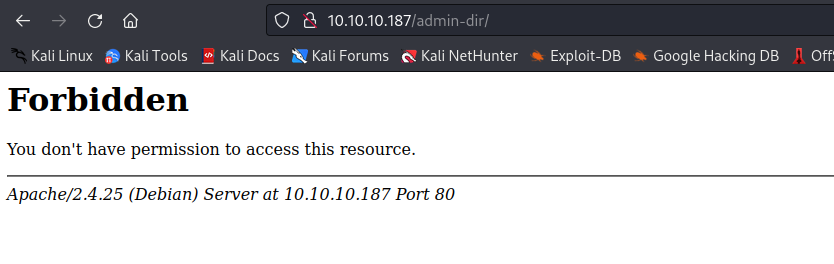 10.10.10.187/admin-dir/
Kali Linux Kali Tools Kali Docs Kali Forums Kali NetHunter Exploit-DB Google Hacking DB OffS
Forbidden
You don't have permission to access this resource.
Apache/2.4.25 (Debian) Server at 10.10.10.187 Port 80